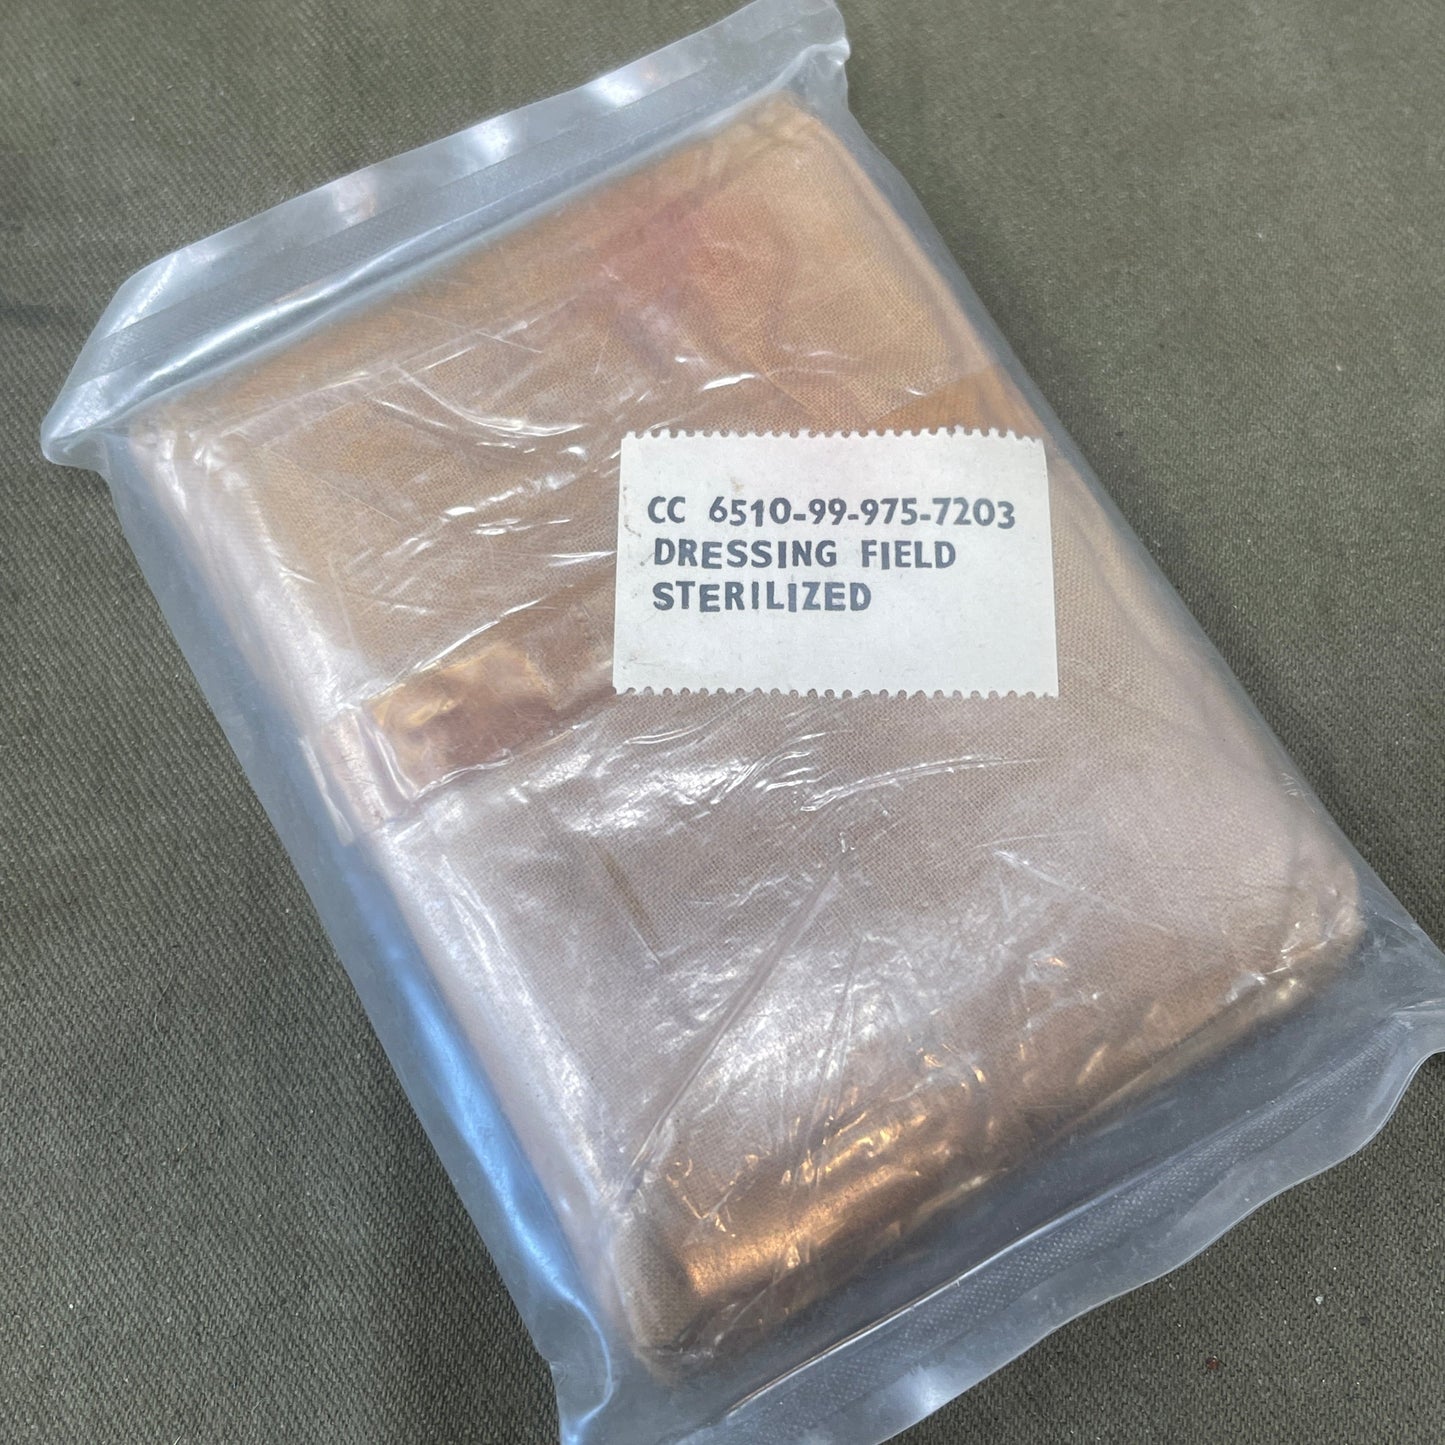 CC 6510-99-975-7203
DRESSING FIELD
STERILIZED